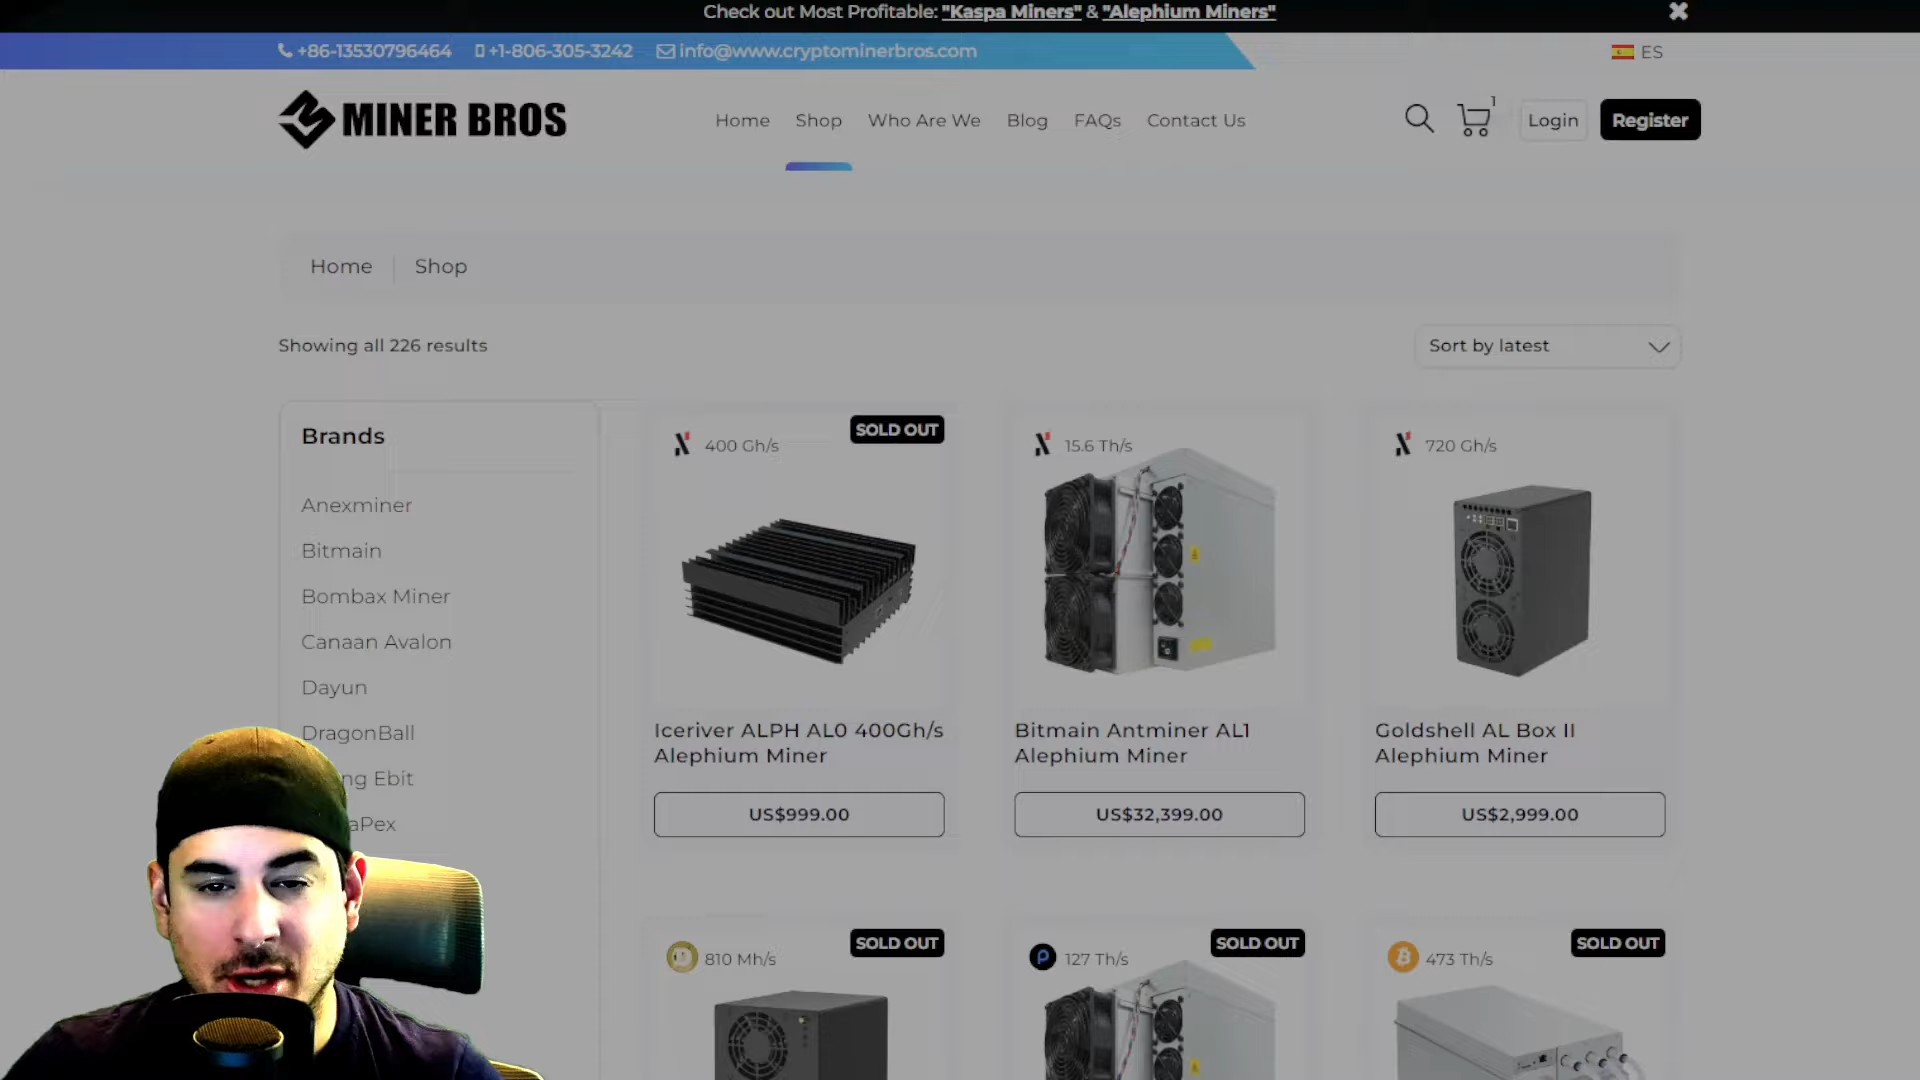 Check out Most Profitable: "Kaspa Miners" & "Alephium Miners"
+86-13530796464 +1-806-305-3242 info@www.cryptominerbros.com
ES
MINER BROS
Home Shop Who Are We Blog FAQs Contact Us
1
Login
Register
Home Shop
Showing all 226 results
Sort by latest
Brands
Anexminer
Bitmain
Bombax Miner
Canaan Avalon
Dayun
DragonBall
ng Ebit
aPex
400 Gh/s
SOLD OUT
Iceriver ALPH AL0 400Gh/s
Alephium Miner
US$999.00
15.6 Th/s
Bitmain Antminer AL1
Alephium Miner
US$32,399.00
720 Gh/s
Goldshell AL Box II
Alephium Miner
US$2,999.00
810 Mh/s
SOLD OUT
127 Th/s
SOLD OUT
473 Th/s
SOLD OUT